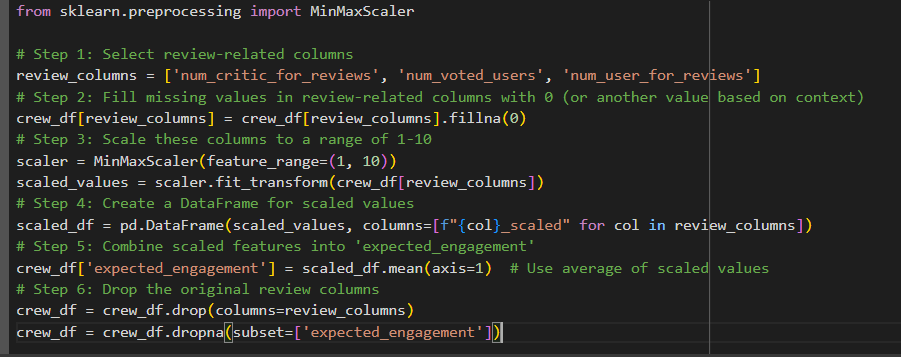 from sklearn.preprocessing import MinMaxScaler
# Step 1: Select review-related columns
review_columns = ['num_critic_for_reviews', 'num_voted_users', 'num_user_for_reviews']
# Step 2: Fill missing values in review-related columns with 0 (or another value based on context)
crew_df[review_columns] = crew_df[review_columns].fillna(0)
# Step 3: Scale these columns to a range of 1-10
scaler = MinMaxScaler(feature_range=(1, 10))
scaled_values = scaler.fit_transform(crew_df[review_columns])
# Step 4: Create a DataFrame for scaled values
scaled_df = pd.DataFrame(scaled_values, columns=[f"{col}_scaled" for col in review_columns])
# Step 5: Combine scaled features into 'expected_engagement'
crew_df['expected_engagement'] = scaled_df.mean(axis=1)  # Use average of scaled values
# Step 6: Drop the original review columns
crew_df = crew_df.drop(columns=review_columns)
crew_df = crew_df.dropna(subset=['expected_engagement'])